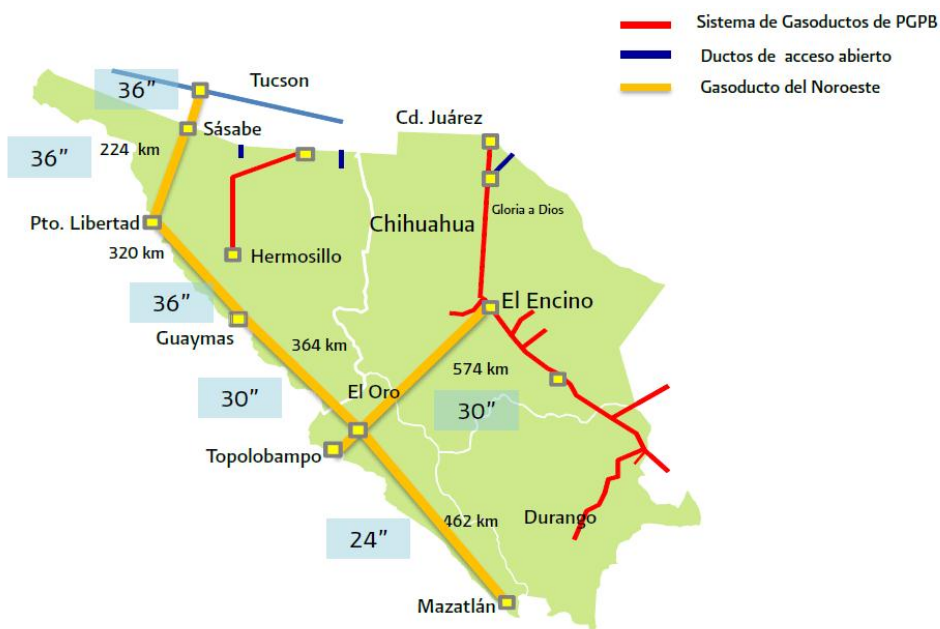 Sistema de Gasoductos de PGPB
Ductos de acceso abierto
Gasoducto del Noroeste
Tucson
36”
Cd. Juárez
Sásabe
36”
224 km
Gloria a Dios
Pto. Libertad
Chihuahua
320 km
Hermosillo
36”
El Encino
Guaymas
364 km
574 km
30”
El Oro
30”
Topolobampo
462 km
Durango
24”
Mazatlán